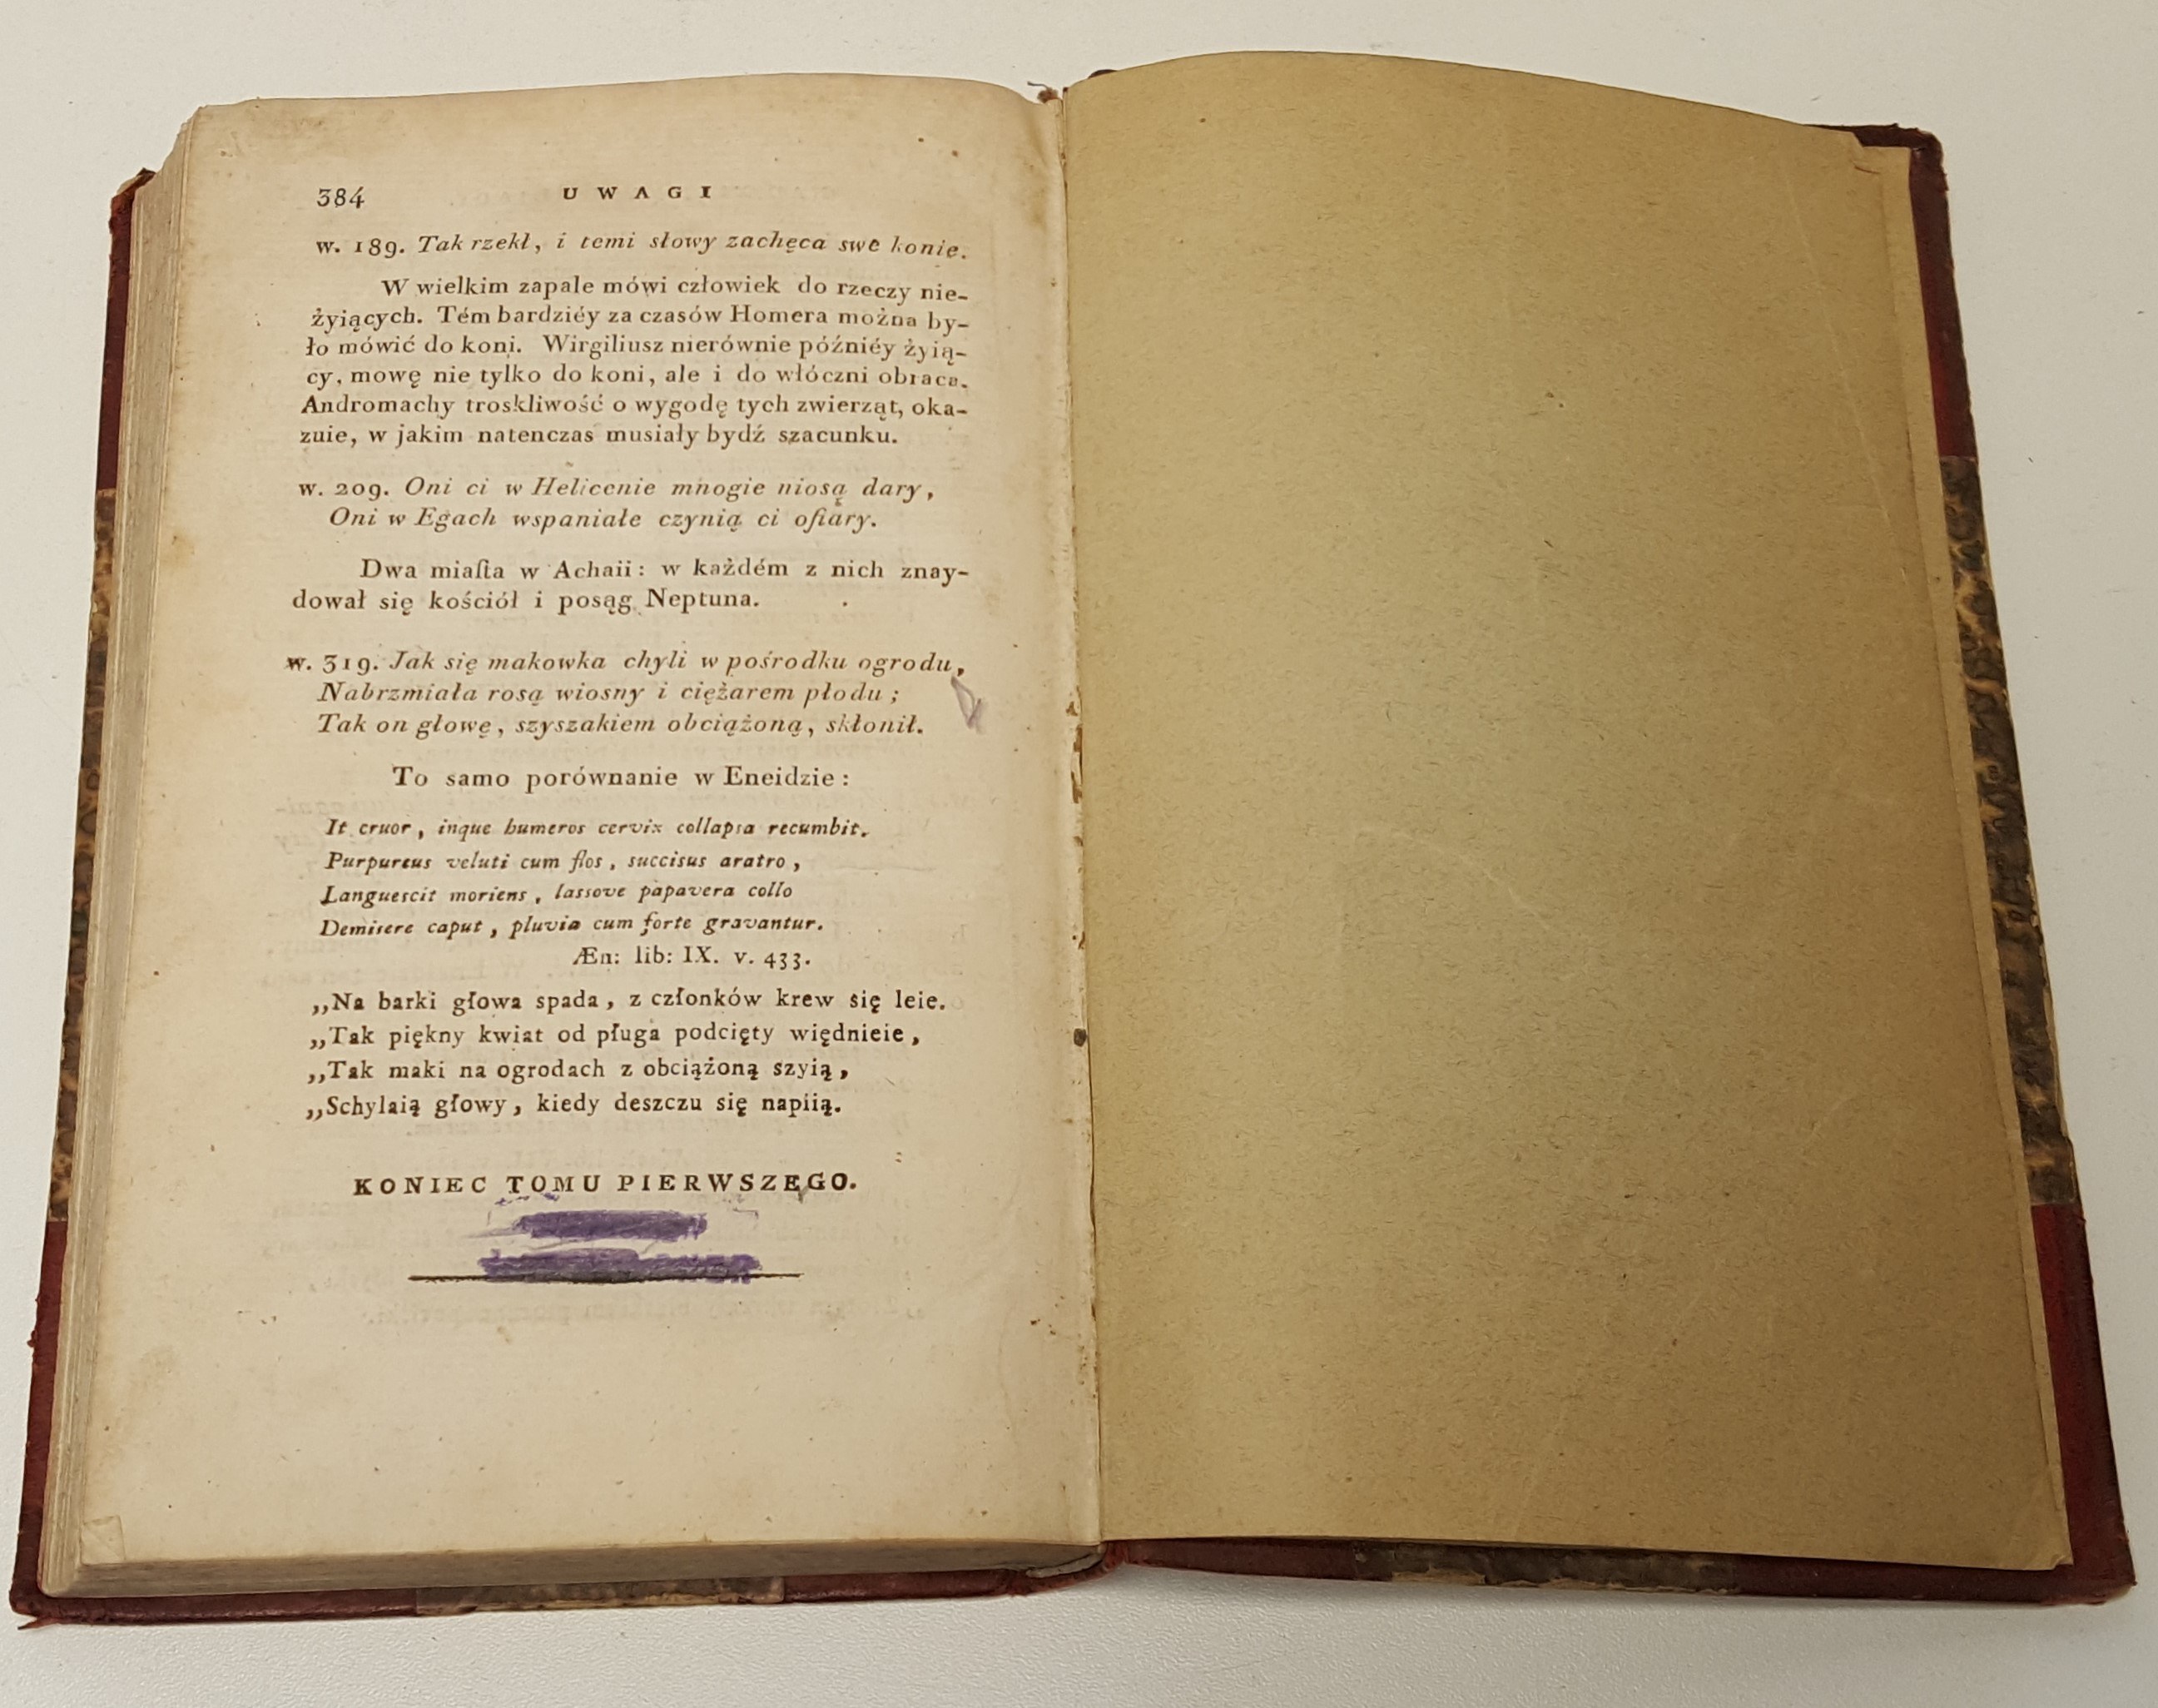 384 UWAGI
w. 189. Tak rzekł, i temi słowy zachęca swe konie.
W wielkim zapale mówi człowiek do rzeczy nie-
żyiących. Tém bardziéy za czasów Homera można by-
ło mówić do koni. Wirgiliusz nierównie późniéy żyią-
cy, mowę nie tylko do koni, ale i do włóczni obraca.
Andromachy troskliwość o wygodę tych zwierząt, oka-
zuie, w jakim natenczas musiały bydź szacunku.
w. 209. Oni ci w Helicenie mnogie niosą dary,
Oni w Egach wspaniałe czynią ci ofiary.
Dwa miaſta w Achaii: w każdém z nich znay-
dował się kościół i posąg Neptuna.
w. 319. Jak się makowka chyli w pośrodku ogrodu,
Nabrzmiała rosą wiosny i ciężarem płodu;
Tak on głowę, szyszakiem obciążoną, skłonił.
To samo porównanie w Eneidzie:
It cruor, inque humeros cervix collapsa recumbit.
Purpureus veluti cum flos, succisus aratro,
Languescit moriens, lassove papavera collo
Demisere caput, pluvia cum forte gravantur.
Æn: lib: IX. v. 433.
„Na barki głowa spada, z członków krew się leie.
„Tak piękny kwiat od pługa podcięty więdnieie,
„Tak maki na ogrodach z obciążoną szyią,
„Schylaią głowy, kiedy deszczu się napiią.
KONIEC TOMU PIERWSZEGO.